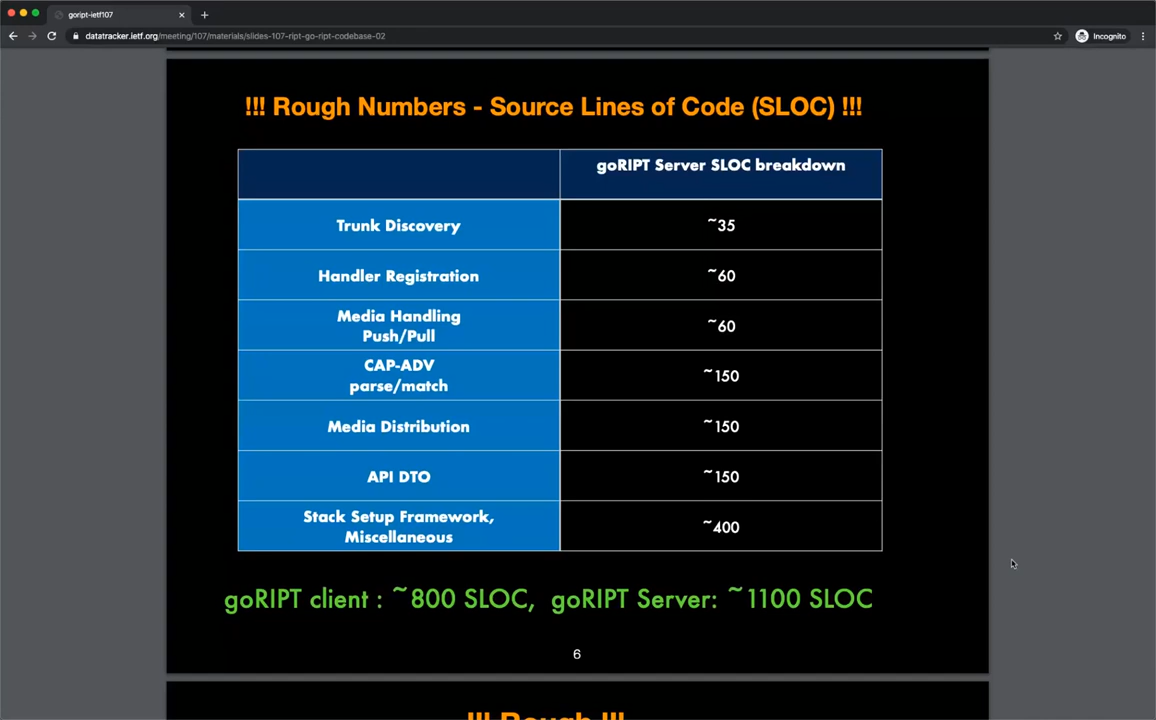 goript-ietf107
datatracker.ietf.org/meeting/107/materials/slides-107-ript-go-ript-codebase-02
Incognito
!!! Rough Numbers - Source Lines of Code (SLOC) !!!
goRIPT Server SLOC breakdown
Trunk Discovery
~35
Handler Registration
~60
Media Handling
Push/Pull
~60
CAP-ADV
parse/match
~150
Media Distribution
~150
API DTO
~150
Stack Setup Framework,
Miscellaneous
~400
goRIPT client : ~800 SLOC, goRIPT Server: ~1100 SLOC
6
!!! Rough !!!